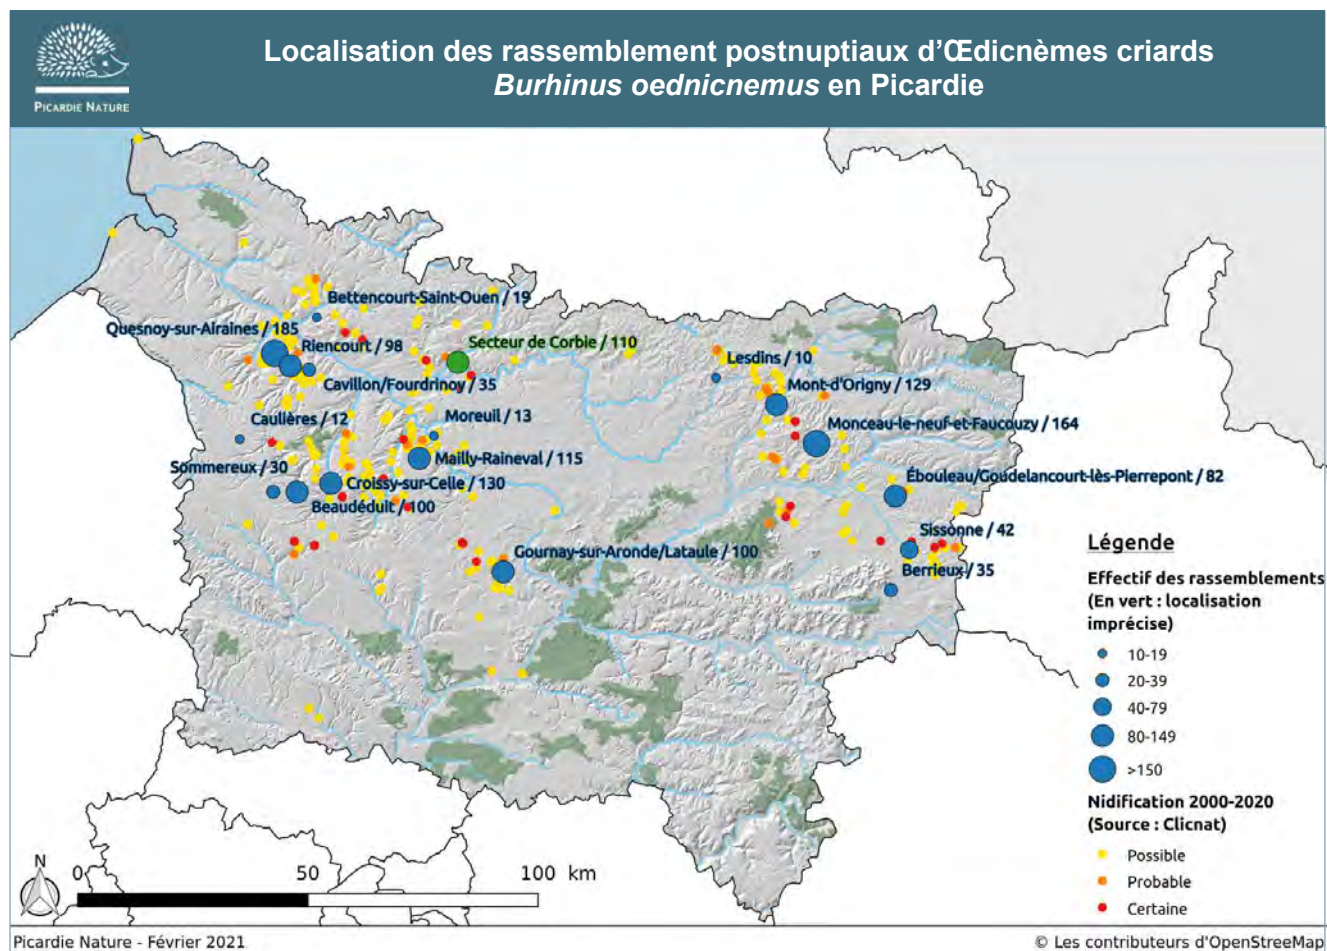 Localisation des rassemblement postnuptiaux d'Œdicnèmes criards
Burhinus oednicnemus en Picardie
PICARDIE NATURE
Bettencourt-Saint-Ouen / 19
Quesnoy-sur-Airaines / 185
Riencourt / 98
Secteur de Corbie / 110
Cavillon/Fourdrinoy / 35
Lesdins / 10
Mont-d'Origny / 129
Caulières / 12
Moreuil / 13
Monceau-le-neuf-et-Faucouzy / 164
Mailly-Raineval / 115
Sommereux / 30
Croissy-sur-Celle / 130
Beaudéduit / 100
Ébouleau/Goudelancourt-lès-Pierrepont / 82
Sissonne / 42
Gournay-sur-Aronde/Lataule / 100
Berrieux / 35
Légende
Effectif des rassemblements
(En vert : localisation
imprécise)
10-19
20-39
40-79
80-149
>150
Nidification 2000-2020
(Source : Clicnat)
Possible
Probable
Certaine
N
0 50 100 km
Picardie Nature - Février 2021
© Les contributeurs d'OpenStreeMap